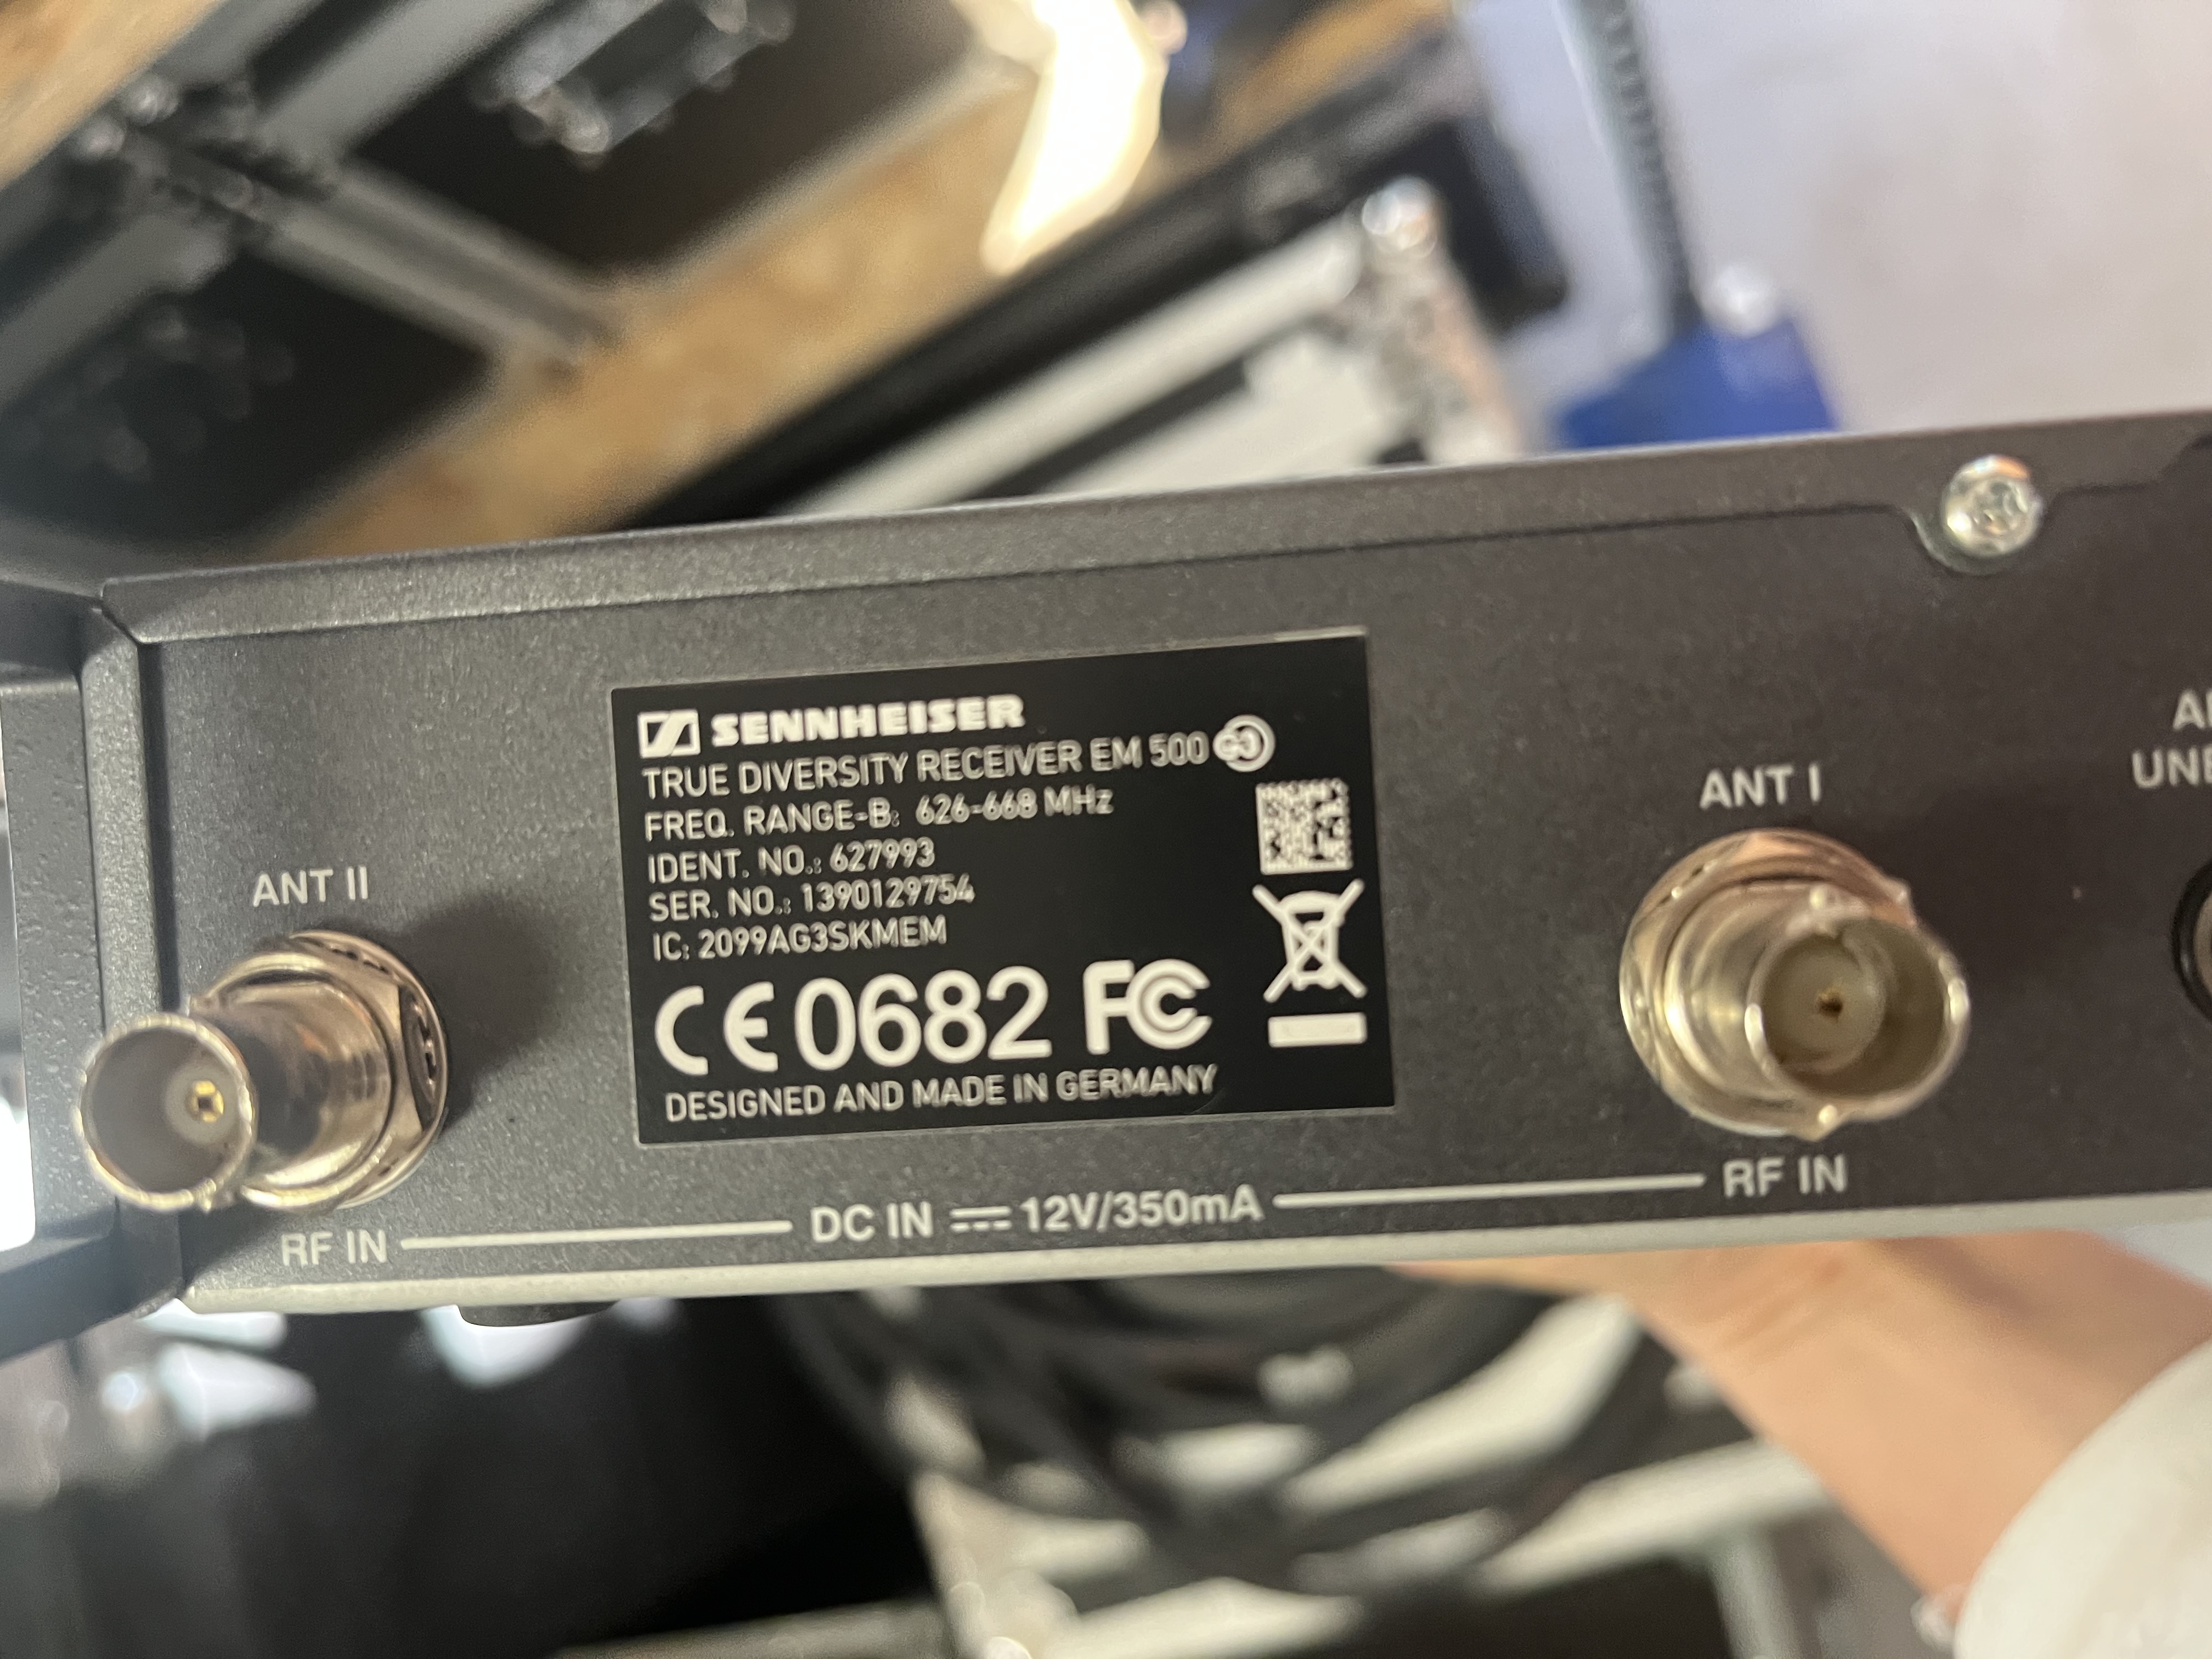 SENNHEISER
TRUE DIVERSITY RECEIVER EM 500 G3
FREQ. RANGE-B: 626-668 MHz
IDENT. NO.: 627993
SER. NO.: 1390129754
IC: 2099AG3SKMEM
CE 0682 FC
DESIGNED AND MADE IN GERMANY
ANT II
RF IN
DC IN 12V/350mA
ANT I
RF IN